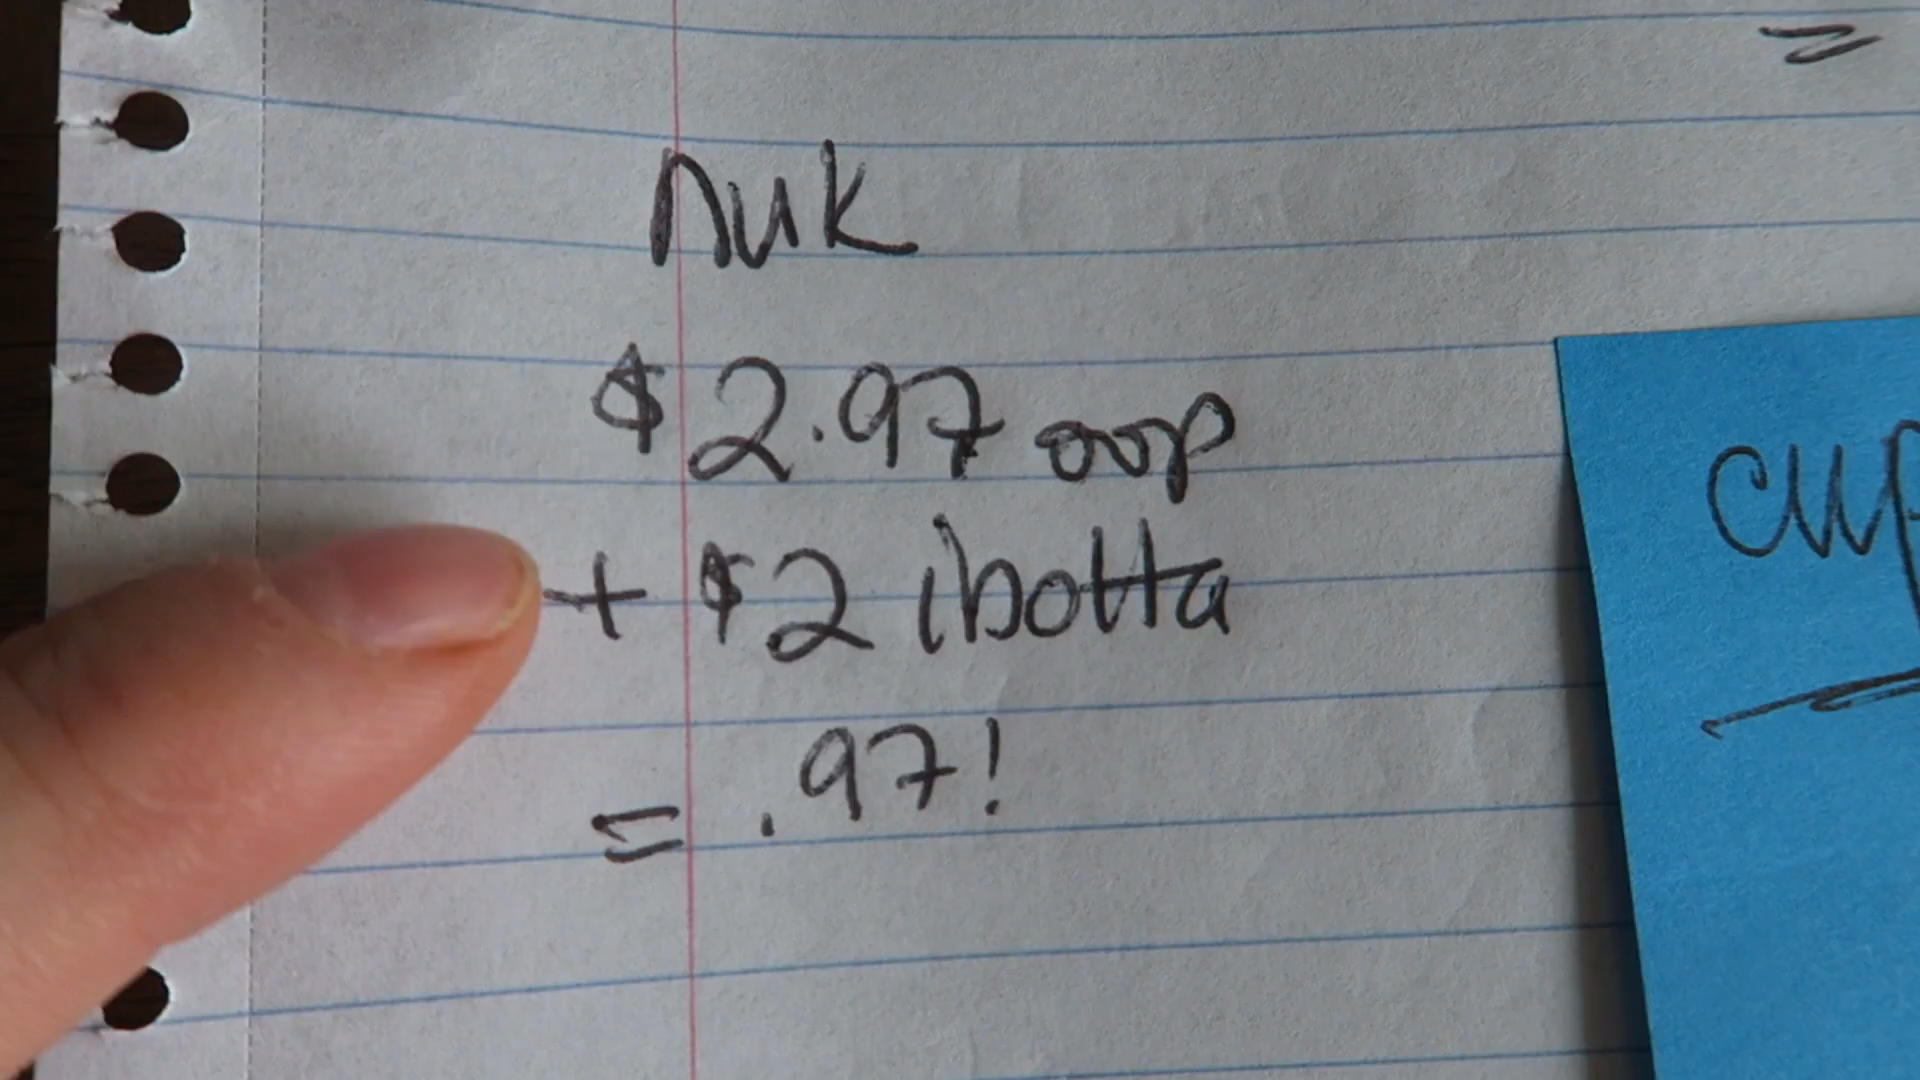 =
nuk
$2.97 oop
+ $2 ibotta
= .97!